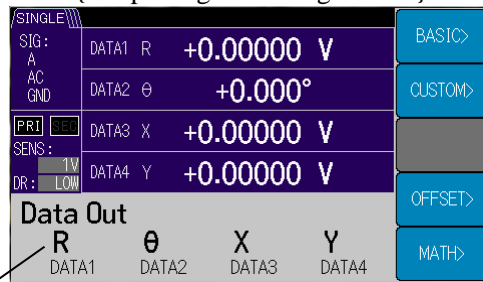 SINGLE
SIG:
A
AC
GND
DATA1 R +0.00000 V
DATA2 θ +0.000°
DATA3 X +0.00000 V
DATA4 Y +0.00000 V
PRI SEC
SENS:
1V
DR: LOW
Data Out
R θ X Y
DATA1 DATA2 DATA3 DATA4
BASIC>
CUSTOM>
OFFSET>
MATH>